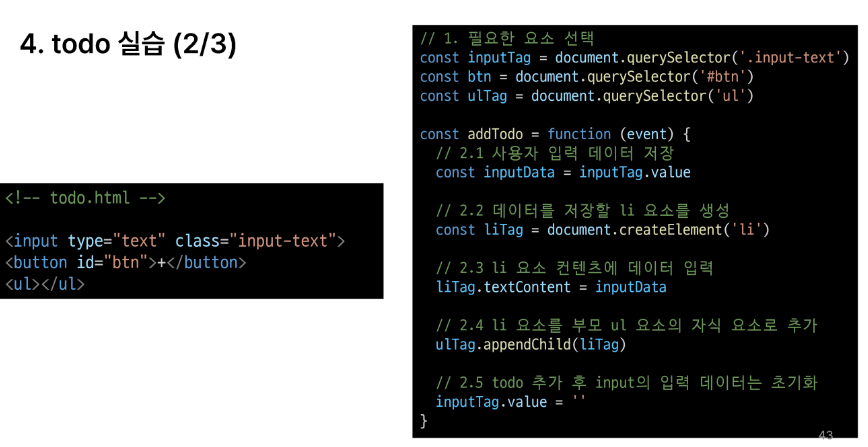 4. todo 실습 (2/3)
<!-- todo.html -->
<input type="text" class="input-text">
<button id="btn">+</button>
<ul></ul>
// 1. 필요한 요소 선택
const inputTag = document.querySelector('.input-text')
const btn = document.querySelector('#btn')
const ulTag = document.querySelector('ul')
const addTodo = function (event) {
// 2.1 사용자 입력 데이터 저장
const inputData = inputTag.value
// 2.2 데이터를 저장할 li 요소를 생성
const liTag = document.createElement('li')
// 2.3 li 요소 컨텐츠에 데이터 입력
liTag.textContent = inputData
// 2.4 li 요소를 부모 ul 요소의 자식 요소로 추가
ulTag.appendChild(liTag)
// 2.5 todo 추가 후 input의 입력 데이터는 초기화
inputTag.value = ''
}
43